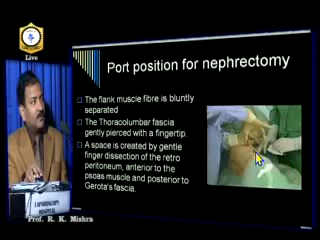 Live
Port position for nephrectomy
The flank muscle fibre is bluntly
separated
The Thoracolumbar fascia
gently pierced with a fingertip.
A space is created by gentle
finger dissection of the retro
peritoneum, anterior to the
psoas muscle and posterior to
Gerota's fascia.
LAPAROSCOPY
HOSPITAL
Prof. R. K. Mishra